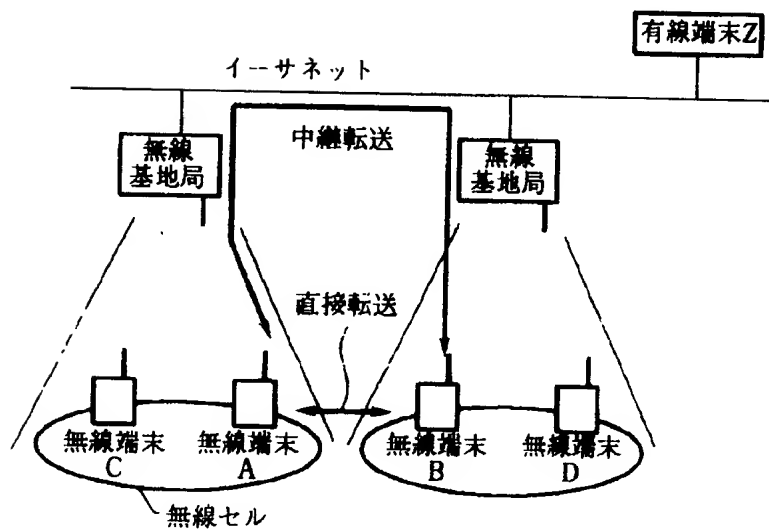 有線端末Z
イーサネット
中継転送
無線
基地局
無線
基地局
直接転送
無線端末
C
無線端末
A
無線端末
B
無線端末
D
無線セル